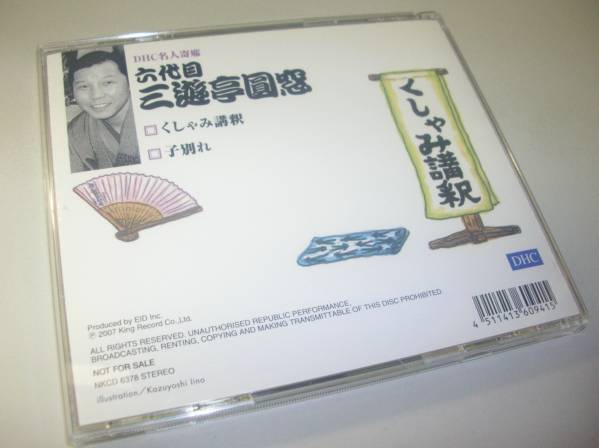 DHC名人寄席
六代目
三遊亭圓窓
くしゃみ講釈
子別れ
くしゃみ講釈
DHC
Produced by EID Inc.
Ⓟ 2007 King Record Co.,Ltd.
ALL RIGHTS RESERVED. UNAUTHORISED REPUBLIC PERFORMANCE,
BROADCASTING, RENTING, COPYING AND MAKING TRANSMITTABLE OF THIS DISC PROHIBITED.
NOT FOR SALE
NKCD 6378 STEREO
illustration／Kazuyoshi Iino
4511413609415